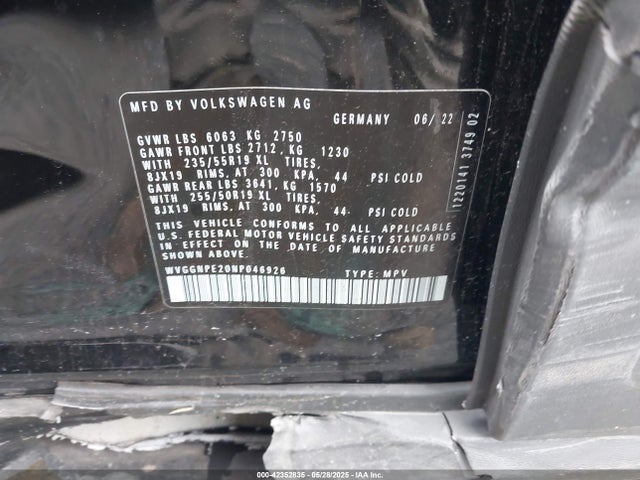 MFD BY VOLKSWAGEN AG
GERMANY 06/22
GVWR LBS 6063 KG 2750
GAWR FRONT LBS 2712, KG 1230
WITH 235/55R19 XL TIRES,
8JX19 RIMS, AT 300 KPA, 44 PSI COLD
GAWR REAR LBS 3641, KG 1570
WITH 255/50R19 XL TIRES,
8JX19 RIMS, AT 300 KPA, 44 PSI COLD
THIS VEHICLE CONFORMS TO ALL APPLICABLE
U.S. FEDERAL MOTOR VEHICLE SAFETY STANDARDS
IN EFFECT ON THE DATE OF MANUFACTURE
SHOWN ABOVE.
WVGGNPE20NP046926 TYPE: MPV
1220141 3749 02
000-42352835 - 05/28/2025 - IAA Holdings, LLC